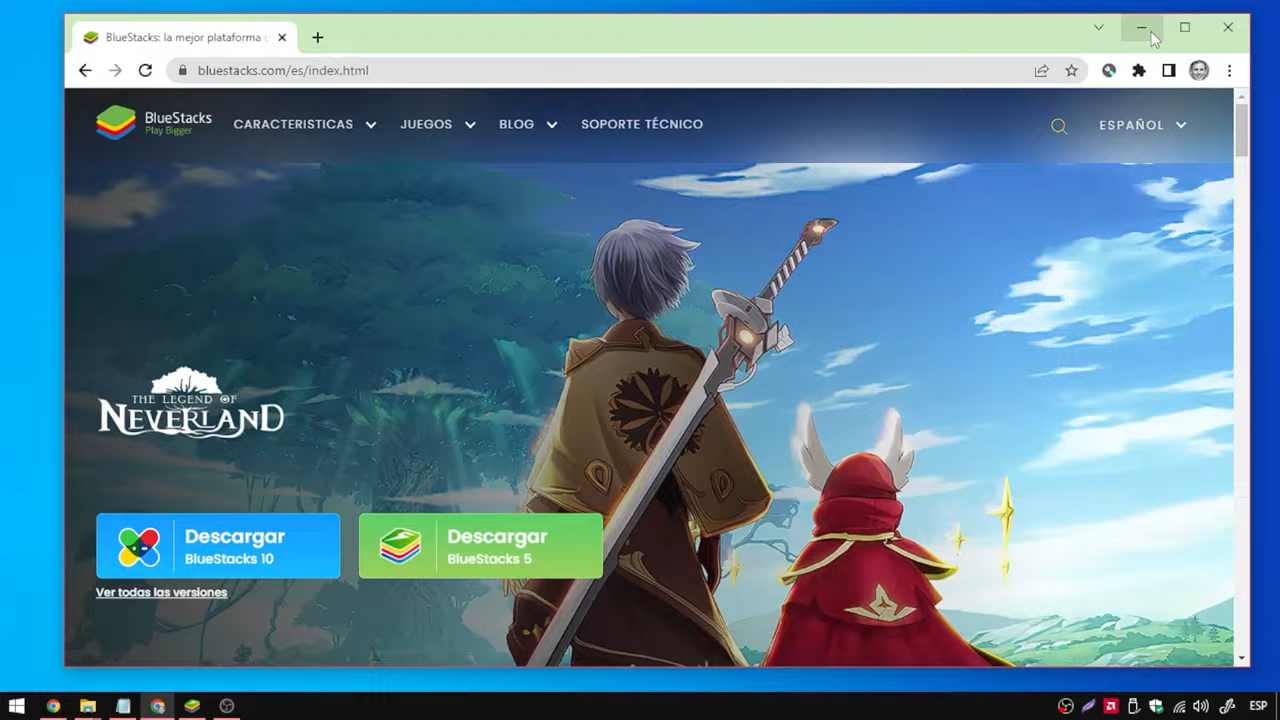 BlueStacks: la mejor plataforma
bluestacks.com/es/index.html
BlueStacks
Play Bigger
CARACTERISTICAS
JUEGOS
BLOG
SOPORTE TÉCNICO
ESPAÑOL
THE LEGEND OF
NEVERLAND
Descargar
BlueStacks 10
Descargar
BlueStacks 5
Ver todas las versiones
ESP